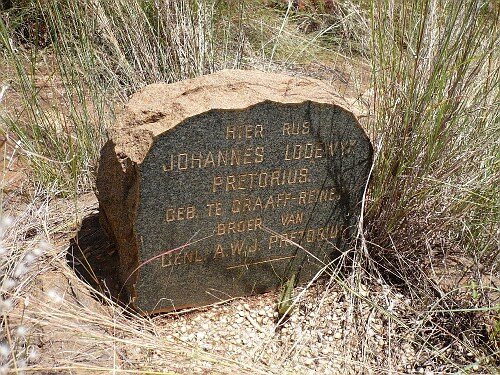 HIER RUS
JOHANNES LODEWYK
PRETORIUS
GEB. TE GRAAFF-REINET
BROER VAN
GENL. A.W.J. PRETORIUS